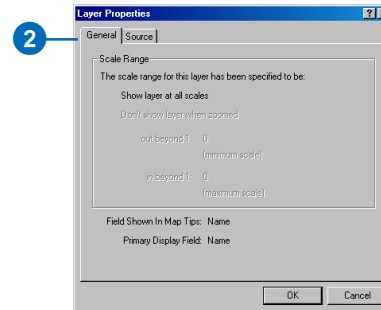 Layer Properties
2
General Source
Scale Range
The scale range for this layer has been specified to be:
Show layer at all scales
Don't show layer when zoomed
out beyond 1: 0
(minimum scale)
in beyond 1: 0
(maximum scale)
Field Shown In Map Tips: Name
Primary Display Field: Name
OK Cancel